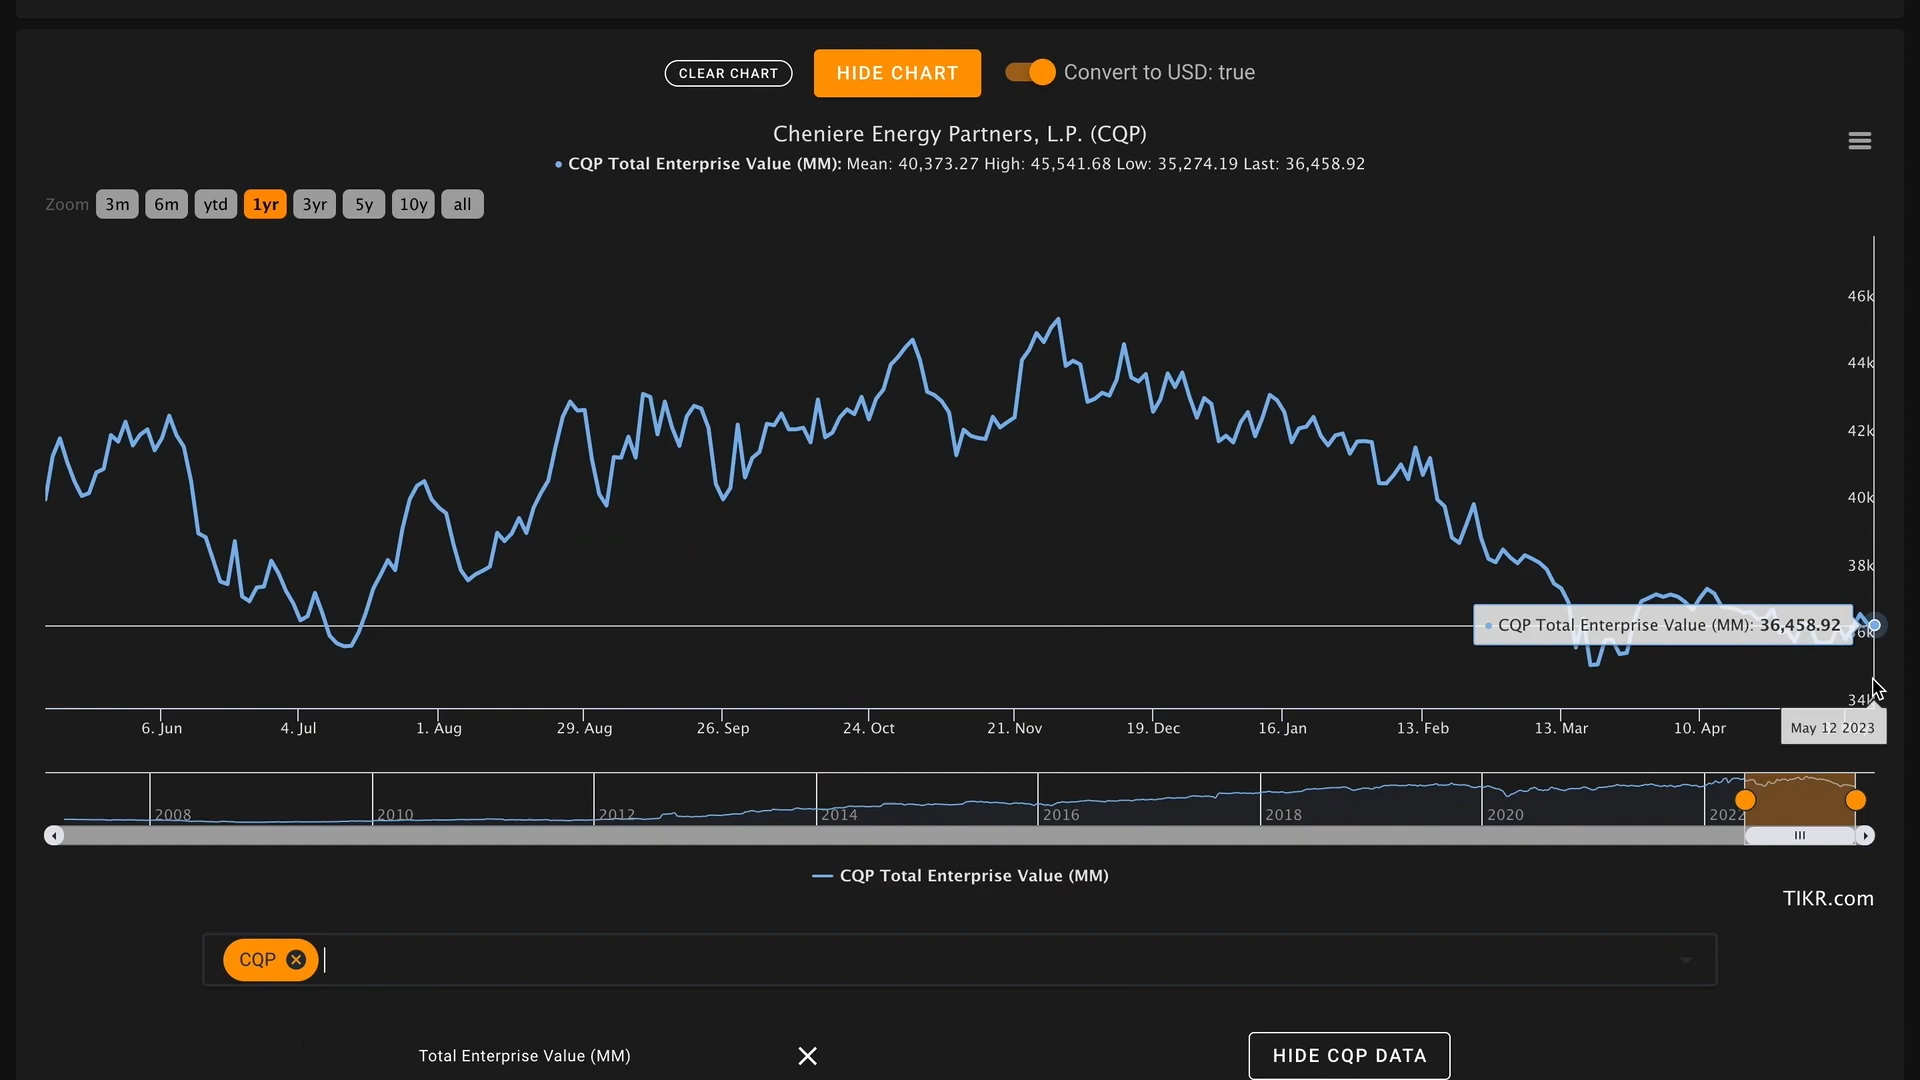 CLEAR CHART
HIDE CHART
Convert to USD: true
Cheniere Energy Partners, L.P. (CQP)
CQP Total Enterprise Value (MM): Mean: 40,373.27 High: 45,541.68 Low: 35,274.19 Last: 36,458.92
Zoom 3m 6m ytd 1yr 3yr 5y 10y all
46k
44k
42k
40k
38k
CQP Total Enterprise Value (MM): 36,458.92
36k
34k
6. Jun 4. Jul 1. Aug 29. Aug 26. Sep 24. Oct 21. Nov 19. Dec 16. Jan 13. Feb 13. Mar 10. Apr May 12 2023
2008 2010 2012 2014 2016 2018 2020 2022
CQP Total Enterprise Value (MM)
TIKR.com
CQP
Total Enterprise Value (MM)
HIDE CQP DATA